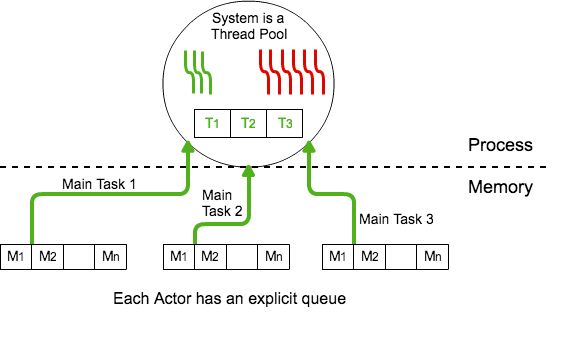 System is a
Thread Pool
T1 T2 T3
Process
Memory
Main Task 1
Main
Task 2
Main Task 3
M1 M2 Mn
M1 M2 Mn
M1 M2 Mn
Each Actor has an explicit queue